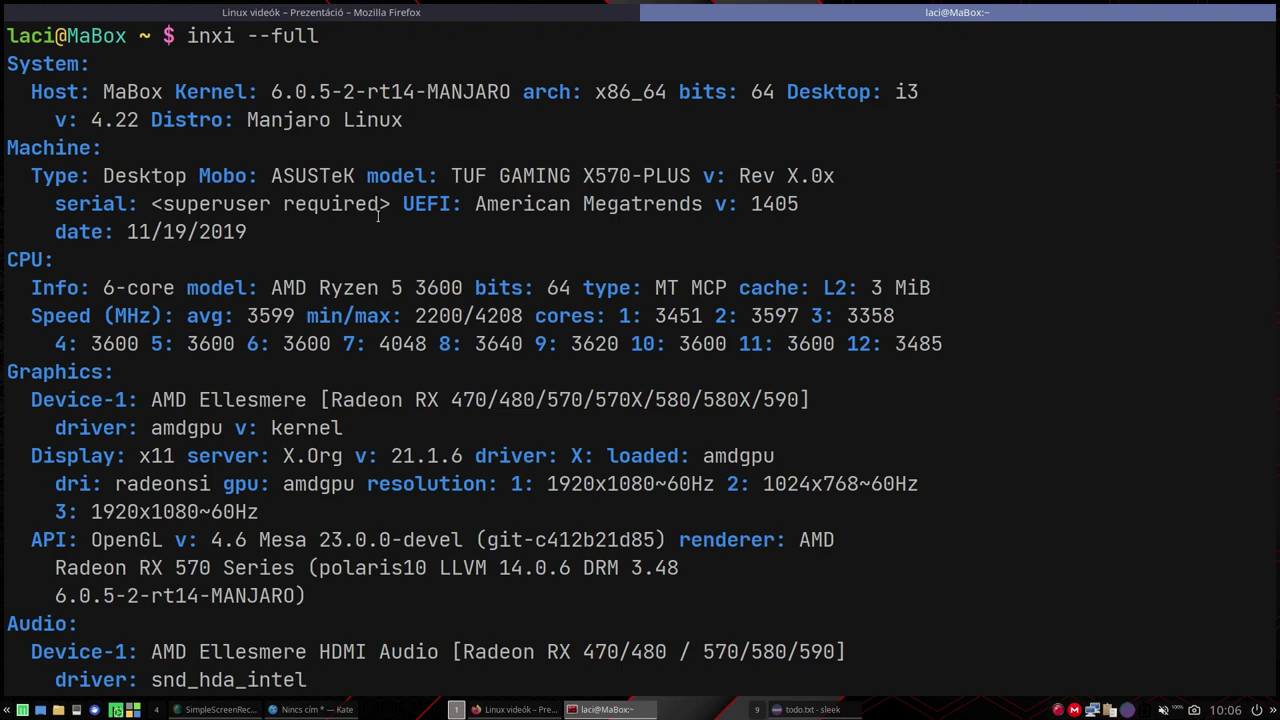 Linux videók – Prezentáció – Mozilla Firefox
laci@MaBox:~
laci@MaBox ~ $ inxi --full
System:
Host: MaBox Kernel: 6.0.5-2-rt14-MANJARO arch: x86_64 bits: 64 Desktop: i3
v: 4.22 Distro: Manjaro Linux
Machine:
Type: Desktop Mobo: ASUSTeK model: TUF GAMING X570-PLUS v: Rev X.0x
serial: <superuser required> UEFI: American Megatrends v: 1405
date: 11/19/2019
CPU:
Info: 6-core model: AMD Ryzen 5 3600 bits: 64 type: MT MCP cache: L2: 3 MiB
Speed (MHz): avg: 3599 min/max: 2200/4208 cores: 1: 3451 2: 3597 3: 3358
4: 3600 5: 3600 6: 3600 7: 4048 8: 3640 9: 3620 10: 3600 11: 3600 12: 3485
Graphics:
Device-1: AMD Ellesmere [Radeon RX 470/480/570/570X/580/580X/590]
driver: amdgpu v: kernel
Display: x11 server: X.Org v: 21.1.6 driver: X: loaded: amdgpu
dri: radeonsi gpu: amdgpu resolution: 1: 1920x1080~60Hz 2: 1024x768~60Hz
3: 1920x1080~60Hz
API: OpenGL v: 4.6 Mesa 23.0.0-devel (git-c412b21d85) renderer: AMD
Radeon RX 570 Series (polaris10 LLVM 14.0.6 DRM 3.48
6.0.5-2-rt14-MANJARO)
Audio:
Device-1: AMD Ellesmere HDMI Audio [Radeon RX 470/480 / 570/580/590]
driver: snd_hda_intel
4 SimpleScreenRec... Nincs cím * — Kate 1 Linux videók – Pre... laci@MaBox:~ 9 todo.txt - sleek 100% 10:06